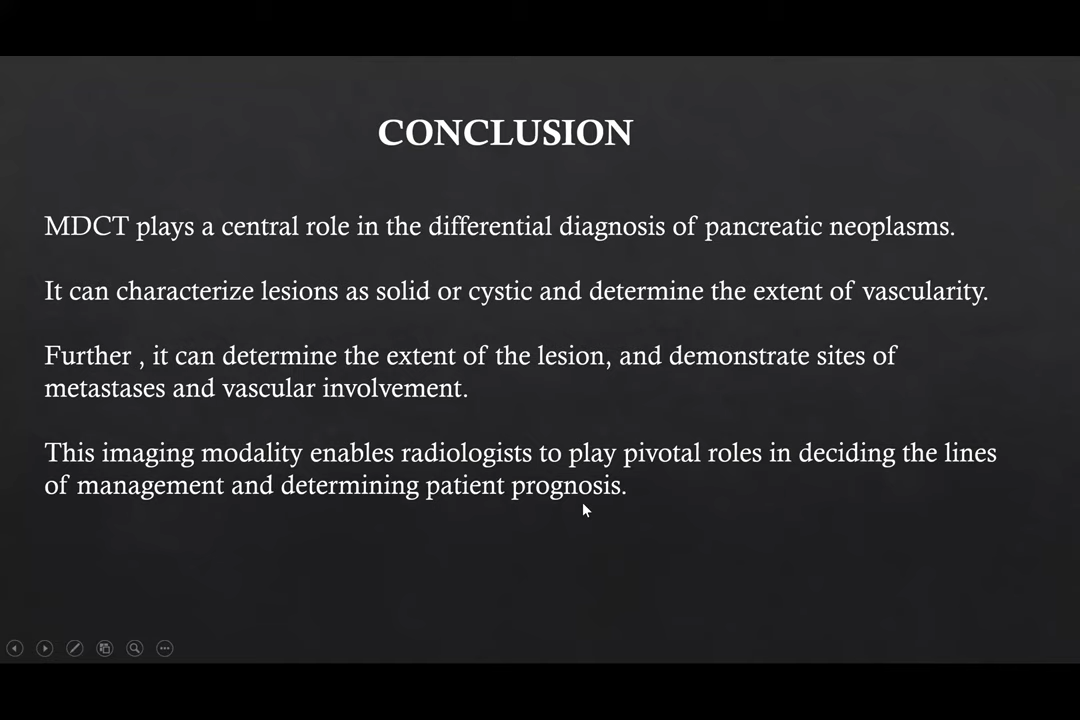 CONCLUSION
MDCT plays a central role in the differential diagnosis of pancreatic neoplasms.
It can characterize lesions as solid or cystic and determine the extent of vascularity.
Further , it can determine the extent of the lesion, and demonstrate sites of
metastases and vascular involvement.
This imaging modality enables radiologists to play pivotal roles in deciding the lines
of management and determining patient prognosis.